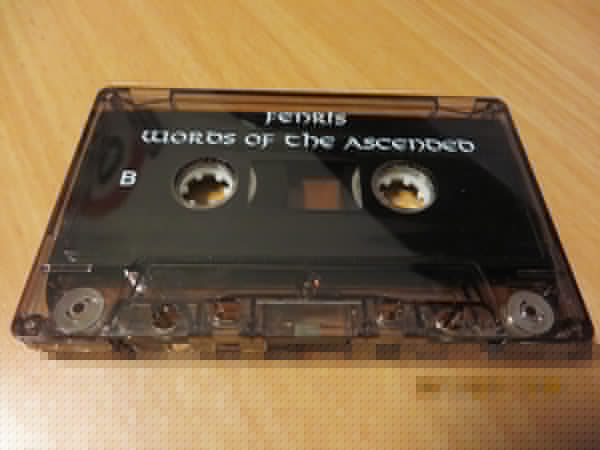 FENRIS
WORDS OF THE ASCENDED
B